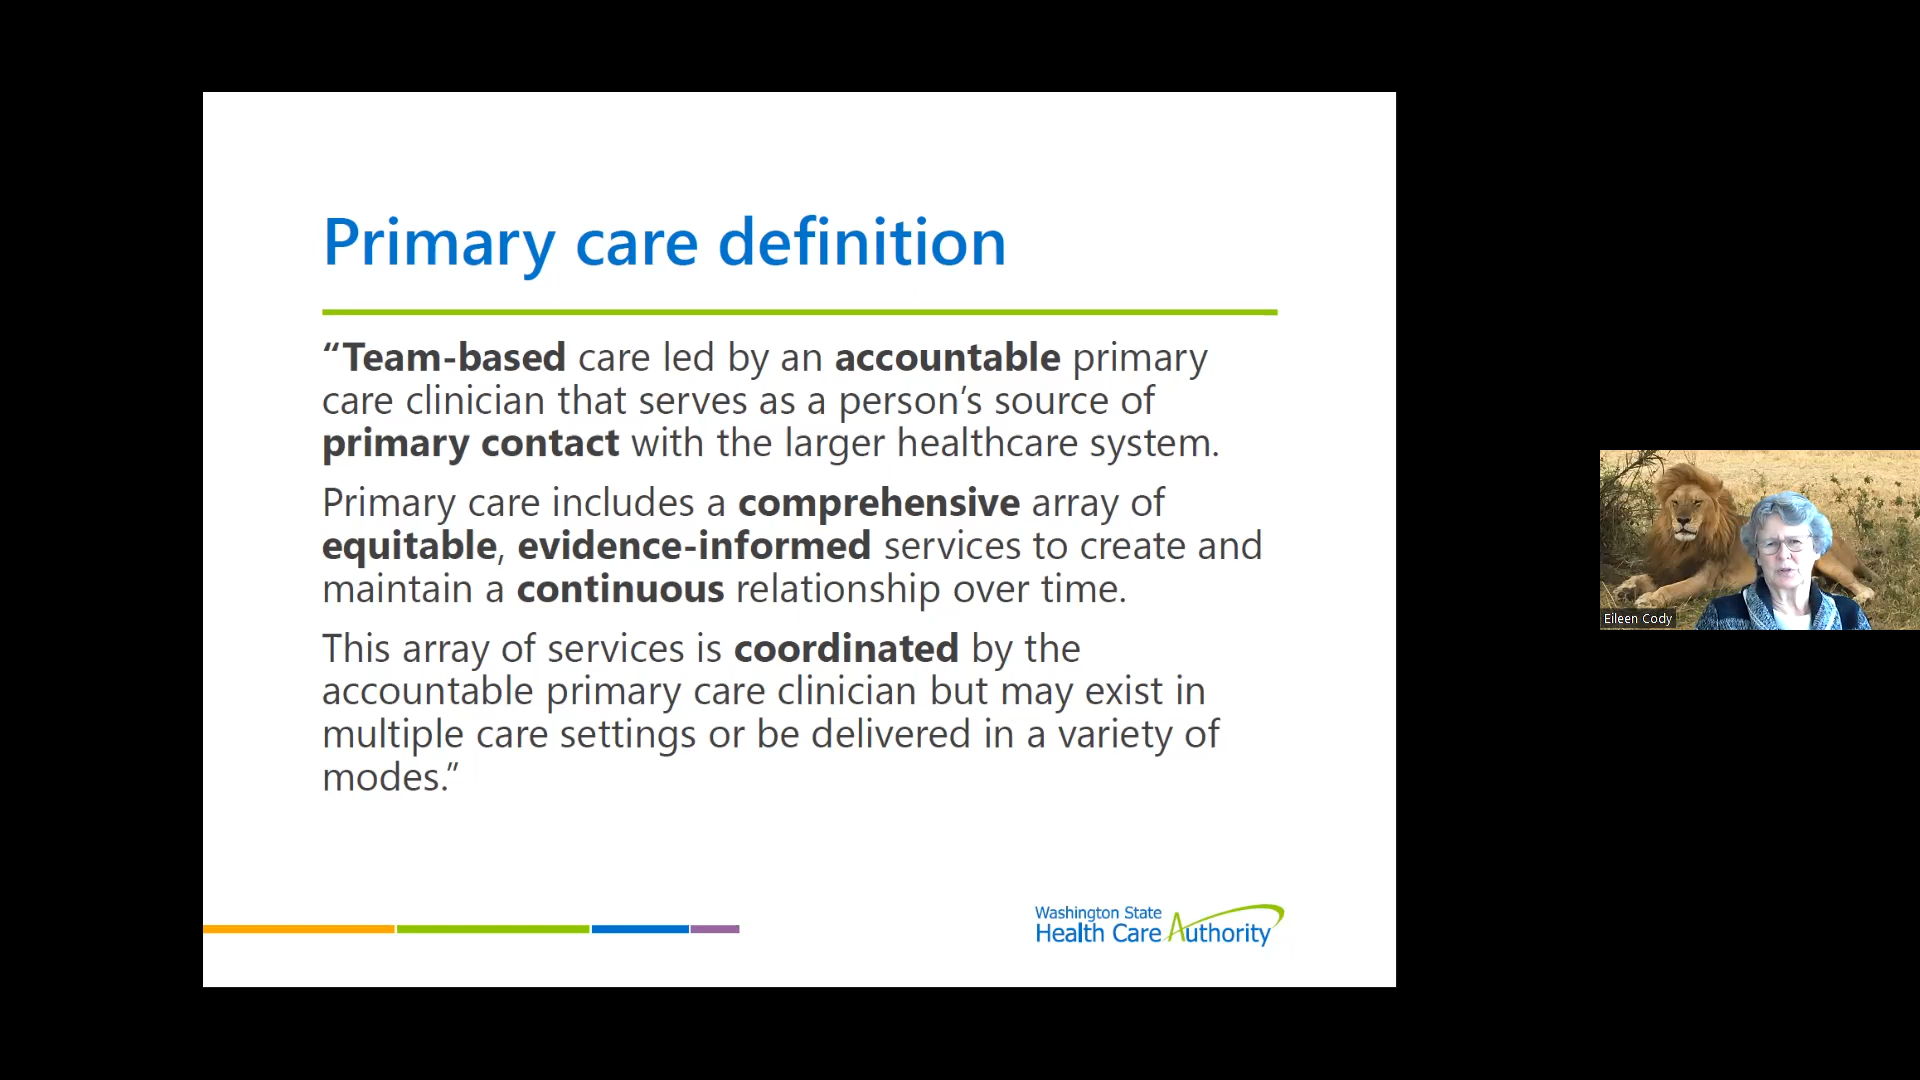 Primary care definition
“Team-based care led by an accountable primary
care clinician that serves as a person’s source of
primary contact with the larger healthcare system.
Primary care includes a comprehensive array of
equitable, evidence-informed services to create and
maintain a continuous relationship over time.
This array of services is coordinated by the
accountable primary care clinician but may exist in
multiple care settings or be delivered in a variety of
modes.”
Washington State
Health Care Authority
Eileen Cody